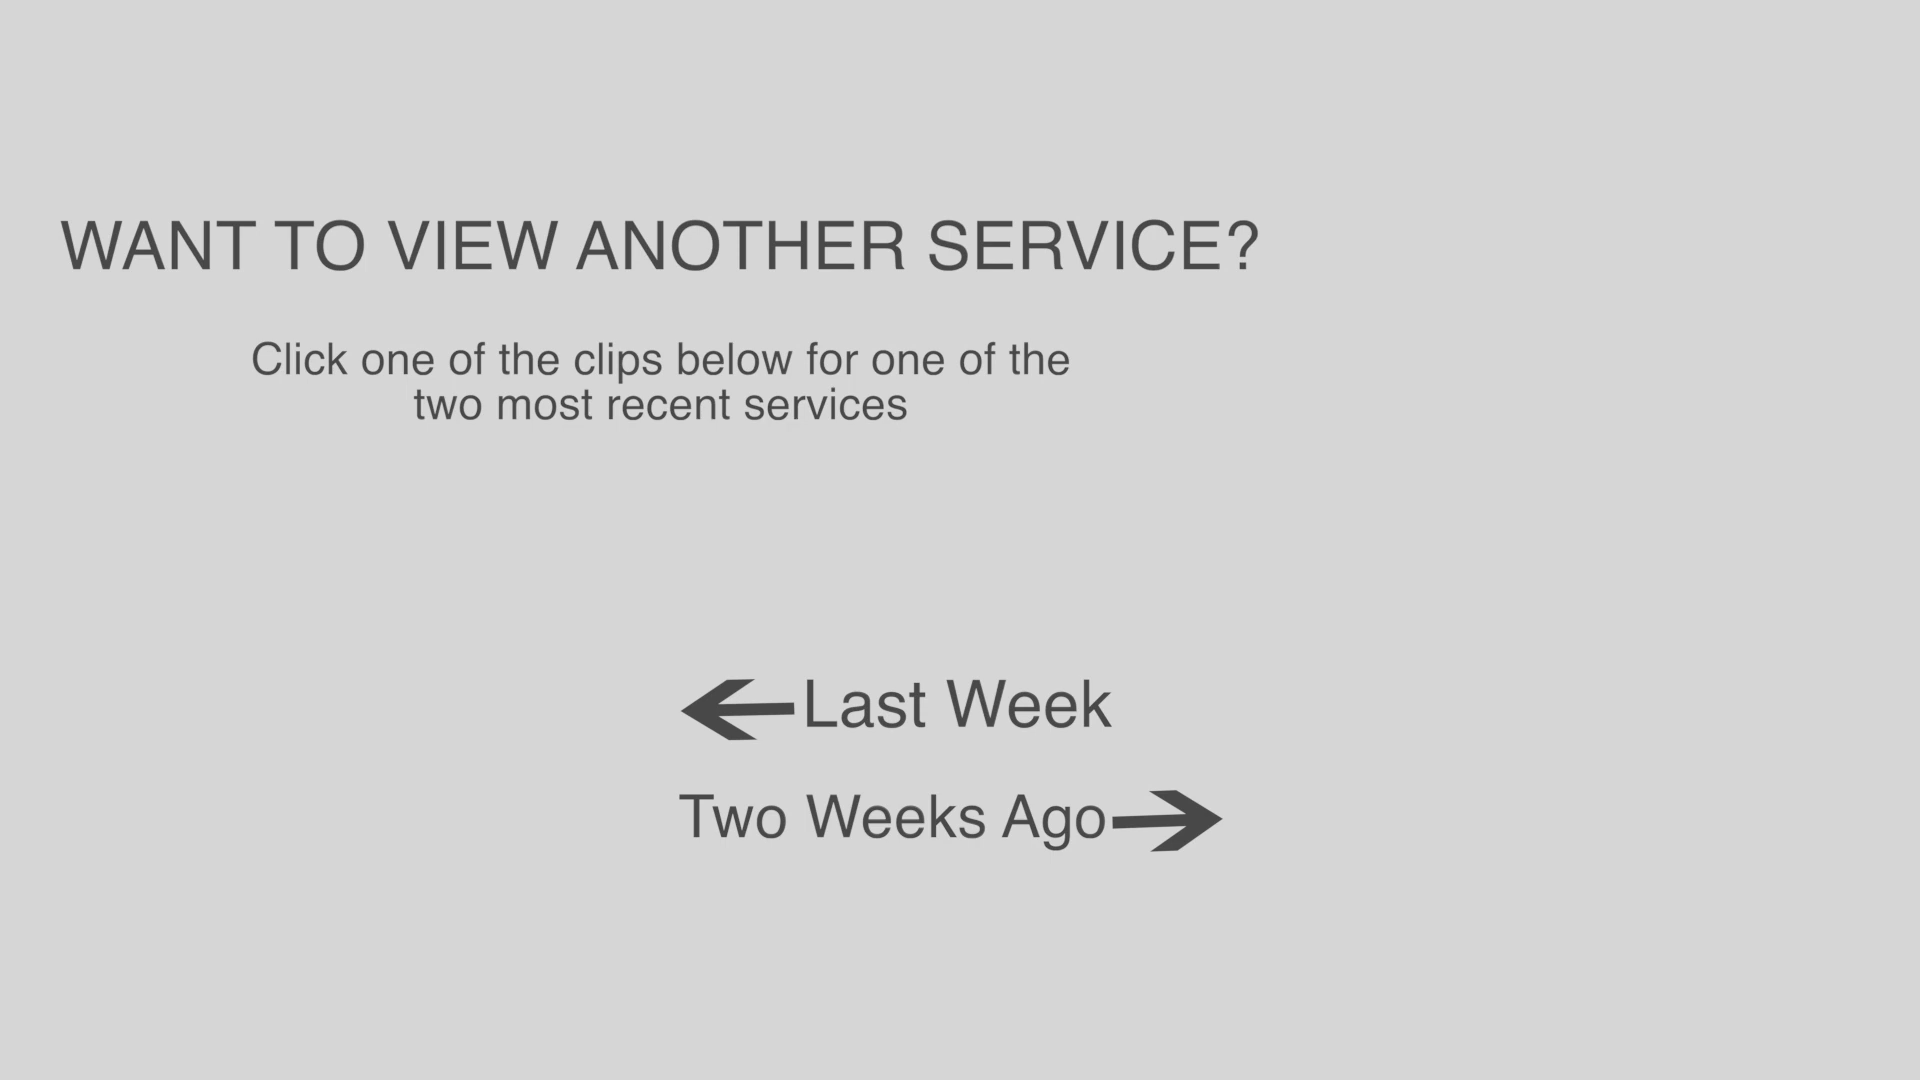 WANT TO VIEW ANOTHER SERVICE?
Click one of the clips below for one of the
two most recent services
Last Week
Two Weeks Ago